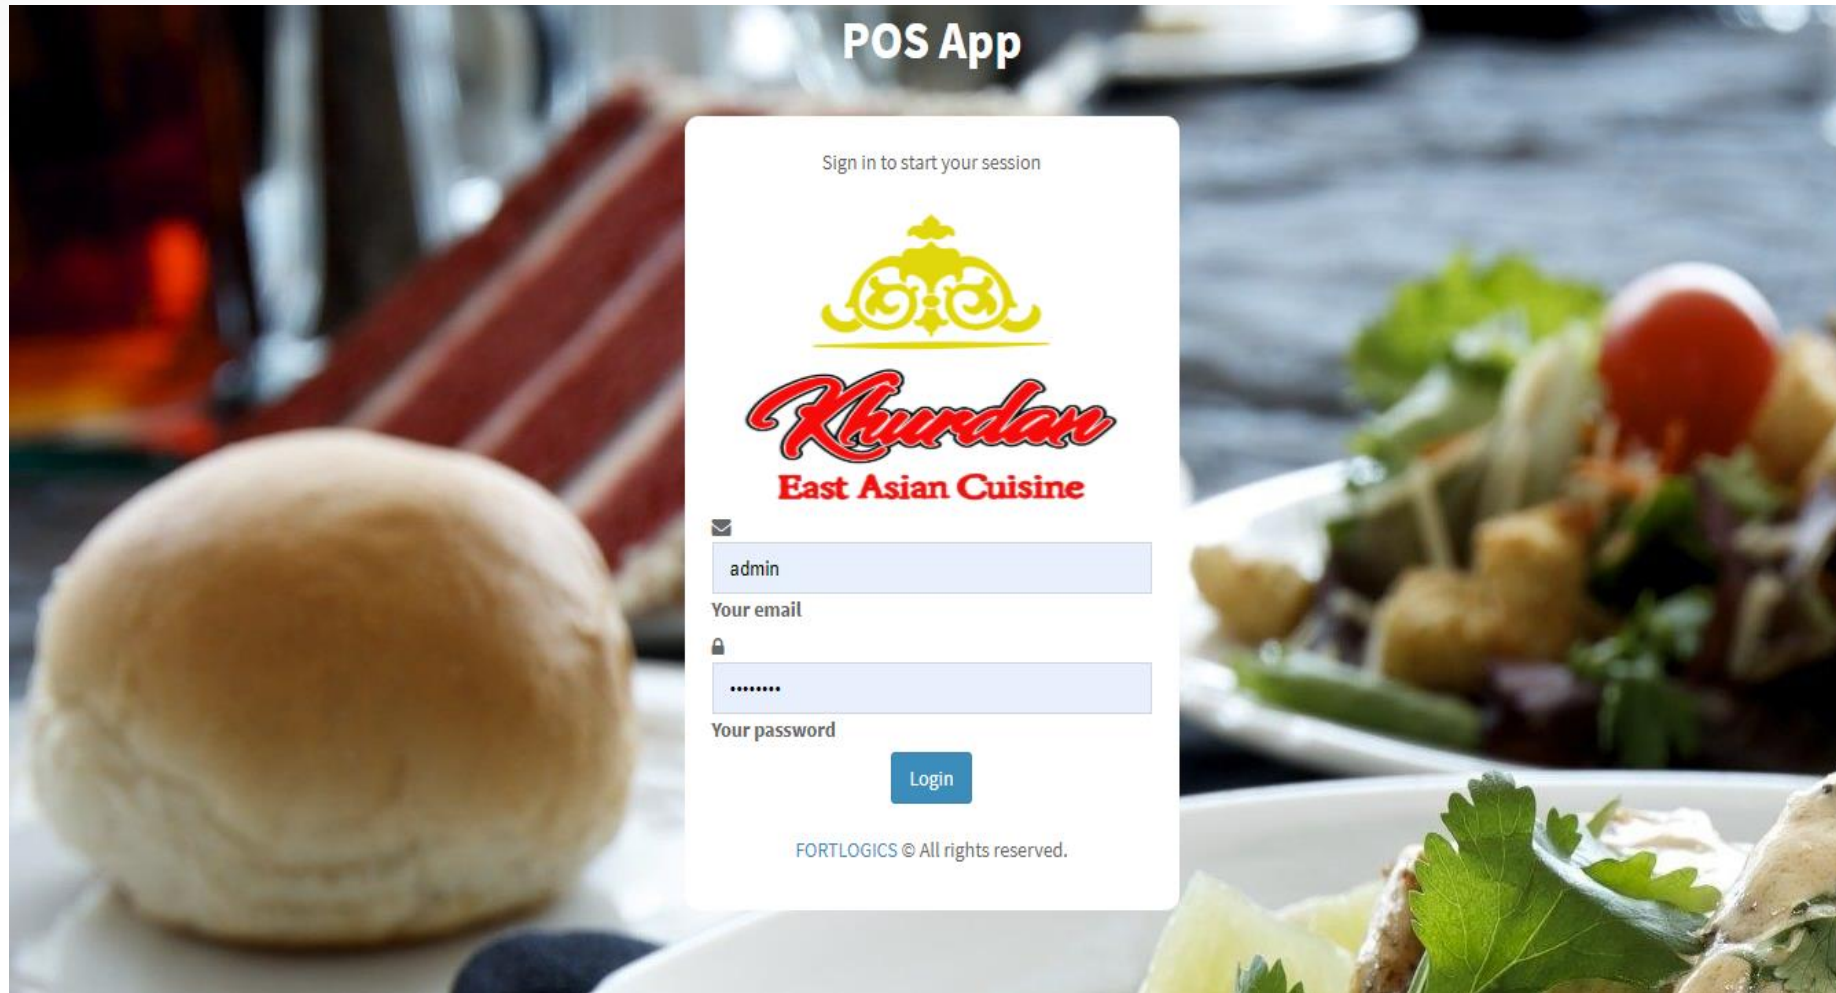 POS App
Sign in to start your session
Khurdan
East Asian Cuisine
admin
Your email
••••••••
Your password
Login
FORTLOGICS © All rights reserved.